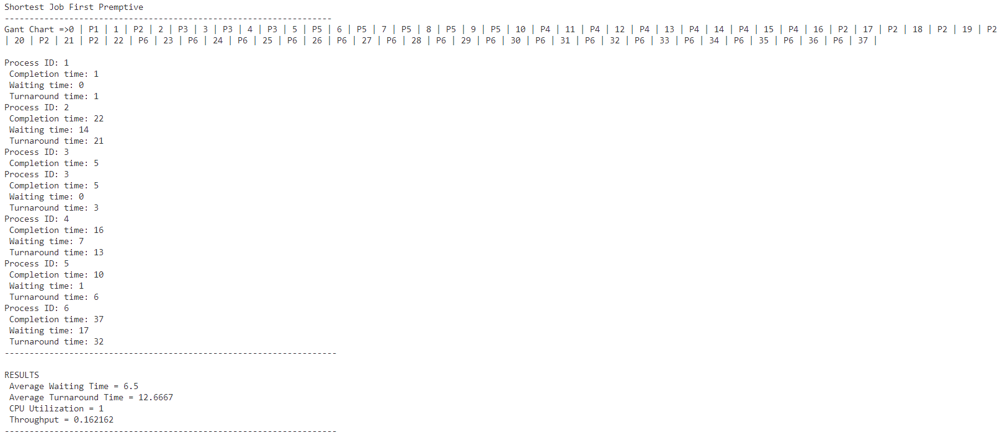 Shortest Job First Premptive
-------------------------------------------------------------------
Gant Chart =>0 | P1 | 1 | P2 | 2 | P3 | 3 | P3 | 4 | P3 | 5 | P5 | 6 | P5 | 7 | P5 | 8 | P5 | 9 | P5 | 10 | P4 | 11 | P4 | 12 | P4 | 13 | P4 | 14 | P4 | 15 | P4 | 16 | P2 | 17 | P2 | 18 | P2 | 19 | P2
| 20 | P2 | 21 | P2 | 22 | P6 | 23 | P6 | 24 | P6 | 25 | P6 | 26 | P6 | 27 | P6 | 28 | P6 | 29 | P6 | 30 | P6 | 31 | P6 | 32 | P6 | 33 | P6 | 34 | P6 | 35 | P6 | 36 | P6 | 37 |
Process ID: 1
Completion time: 1
Waiting time: 0
Turnaround time: 1
Process ID: 2
Completion time: 22
Waiting time: 14
Turnaround time: 21
Process ID: 3
Completion time: 5
Process ID: 3
Completion time: 5
Waiting time: 0
Turnaround time: 3
Process ID: 4
Completion time: 16
Waiting time: 7
Turnaround time: 13
Process ID: 5
Completion time: 10
Waiting time: 1
Turnaround time: 6
Process ID: 6
Completion time: 37
Waiting time: 17
Turnaround time: 32
-------------------------------------------------------------------
RESULTS
Average Waiting Time = 6.5
Average Turnaround Time = 12.6667
CPU Utilization = 1
Throughput = 0.162162
-------------------------------------------------------------------